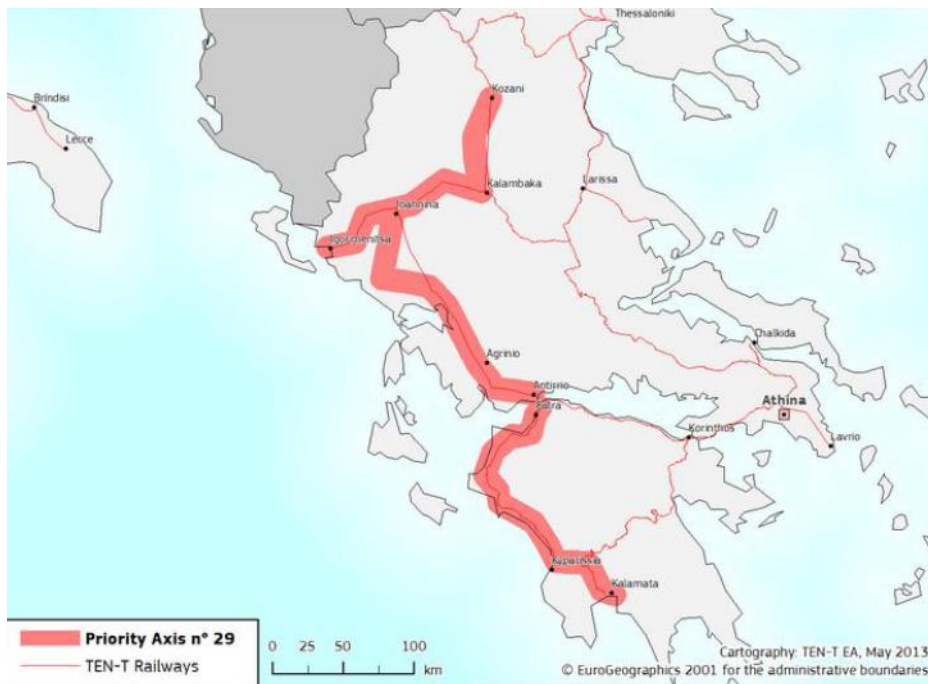 Thessaloniki
Kozani
Brindisi
Lecce
Kalambaka
Larissa
Ioannina
Igoumenitsa
Chalkida
Agrinio
Antirrio
Patra
Athina
Korinthos
Lavrio
Kyparissia
Kalamata
Priority Axis n° 29
TEN-T Railways
0 25 50 100
km
Cartography: TEN-T EA, May 2013
© EuroGeographics 2001 for the administrative boundaries